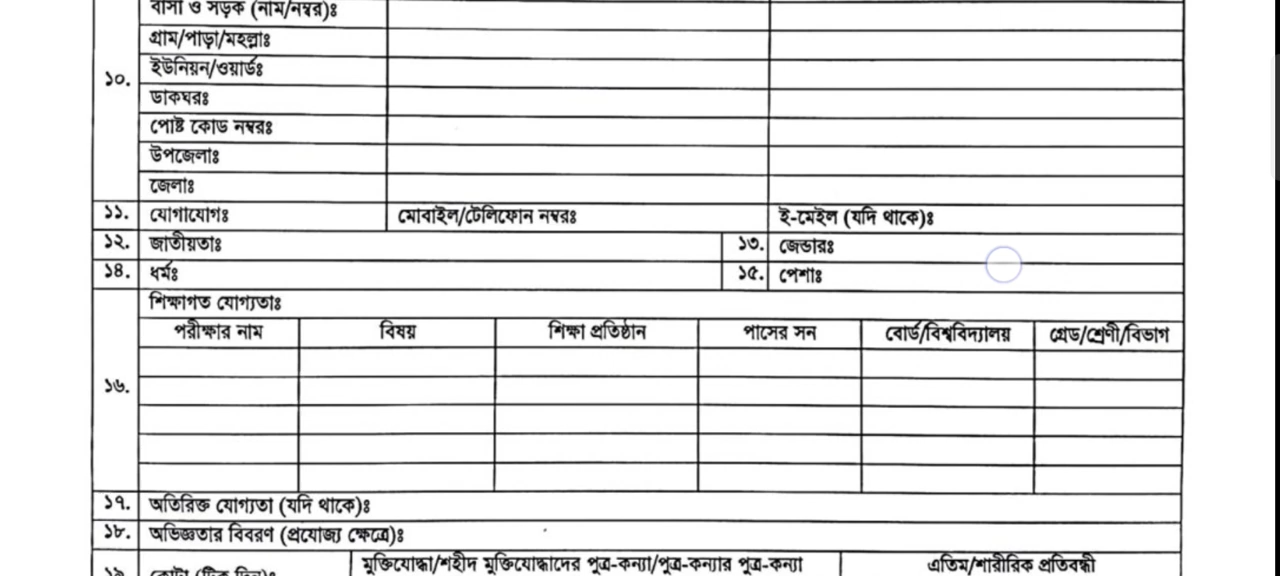 বাসা ও সড়ক (নাম/নম্বর)ঃ
গ্রাম/পাড়া/মহল্লাঃ
ইউনিয়ন/ওয়ার্ডঃ
১০.
ডাকঘরঃ
পোষ্ট কোড নম্বরঃ
উপজেলাঃ
জেলাঃ
১১. যোগাযোগঃ মোবাইল/টেলিফোন নম্বরঃ ই-মেইল (যদি থাকে)ঃ
১২. জাতীয়তাঃ ১৩. জেন্ডারঃ
১৪. ধর্মঃ ১৫. পেশাঃ
শিক্ষাগত যোগ্যতাঃ
পরীক্ষার নাম বিষয় শিক্ষা প্রতিষ্ঠান পাসের সন বোর্ড/বিশ্ববিদ্যালয় গ্রেড/শ্রেণী/বিভাগ
১৬.
১৭. অতিরিক্ত যোগ্যতা (যদি থাকে)ঃ
১৮. অভিজ্ঞতার বিবরণ (প্রযোজ্য ক্ষেত্রে)ঃ
১৯. কোটা (টিক দিন)ঃ মুক্তিযোদ্ধা/শহীদ মুক্তিযোদ্ধাদের পুত্র-কন্যা/পুত্র-কন্যার পুত্র-কন্যা এতিম/শারীরিক প্রতিবন্ধী